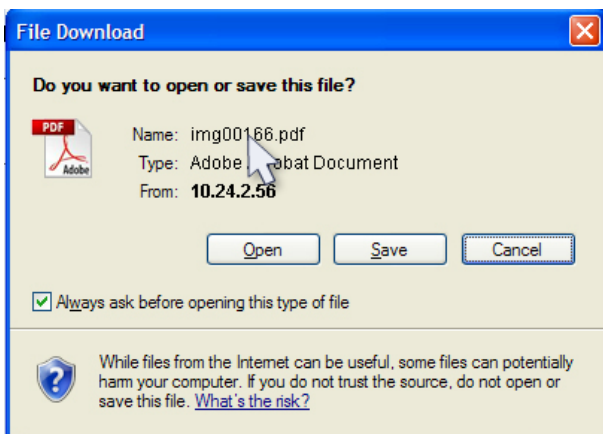 File Download
Do you want to open or save this file?
PDF
Adobe
Name: img00166.pdf
Type: Adobe Acrobat Document
From: 10.24.2.56
Open Save Cancel
Always ask before opening this type of file
While files from the Internet can be useful, some files can potentially
harm your computer. If you do not trust the source, do not open or
save this file. What's the risk?